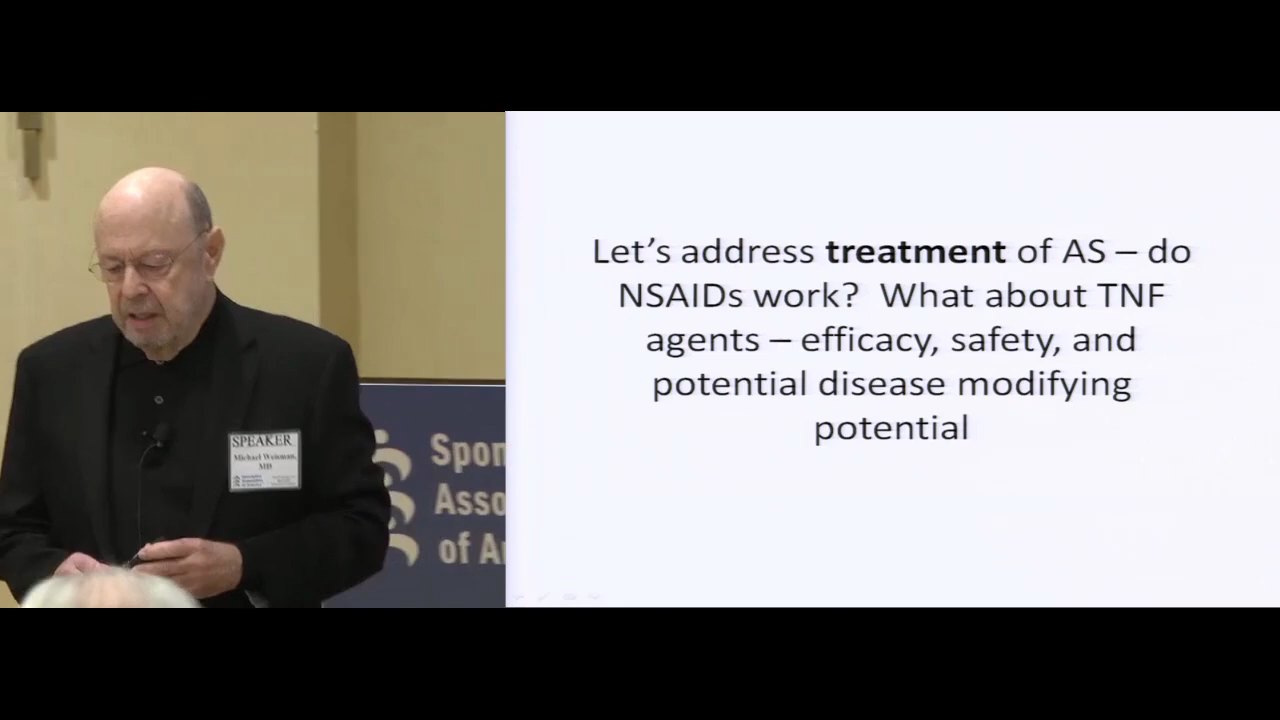 SPEAKER
Michael Weisman,
MD
Spon
Asso
of A
Let's address treatment of AS – do
NSAIDs work?  What about TNF
agents – efficacy, safety, and
potential disease modifying
potential